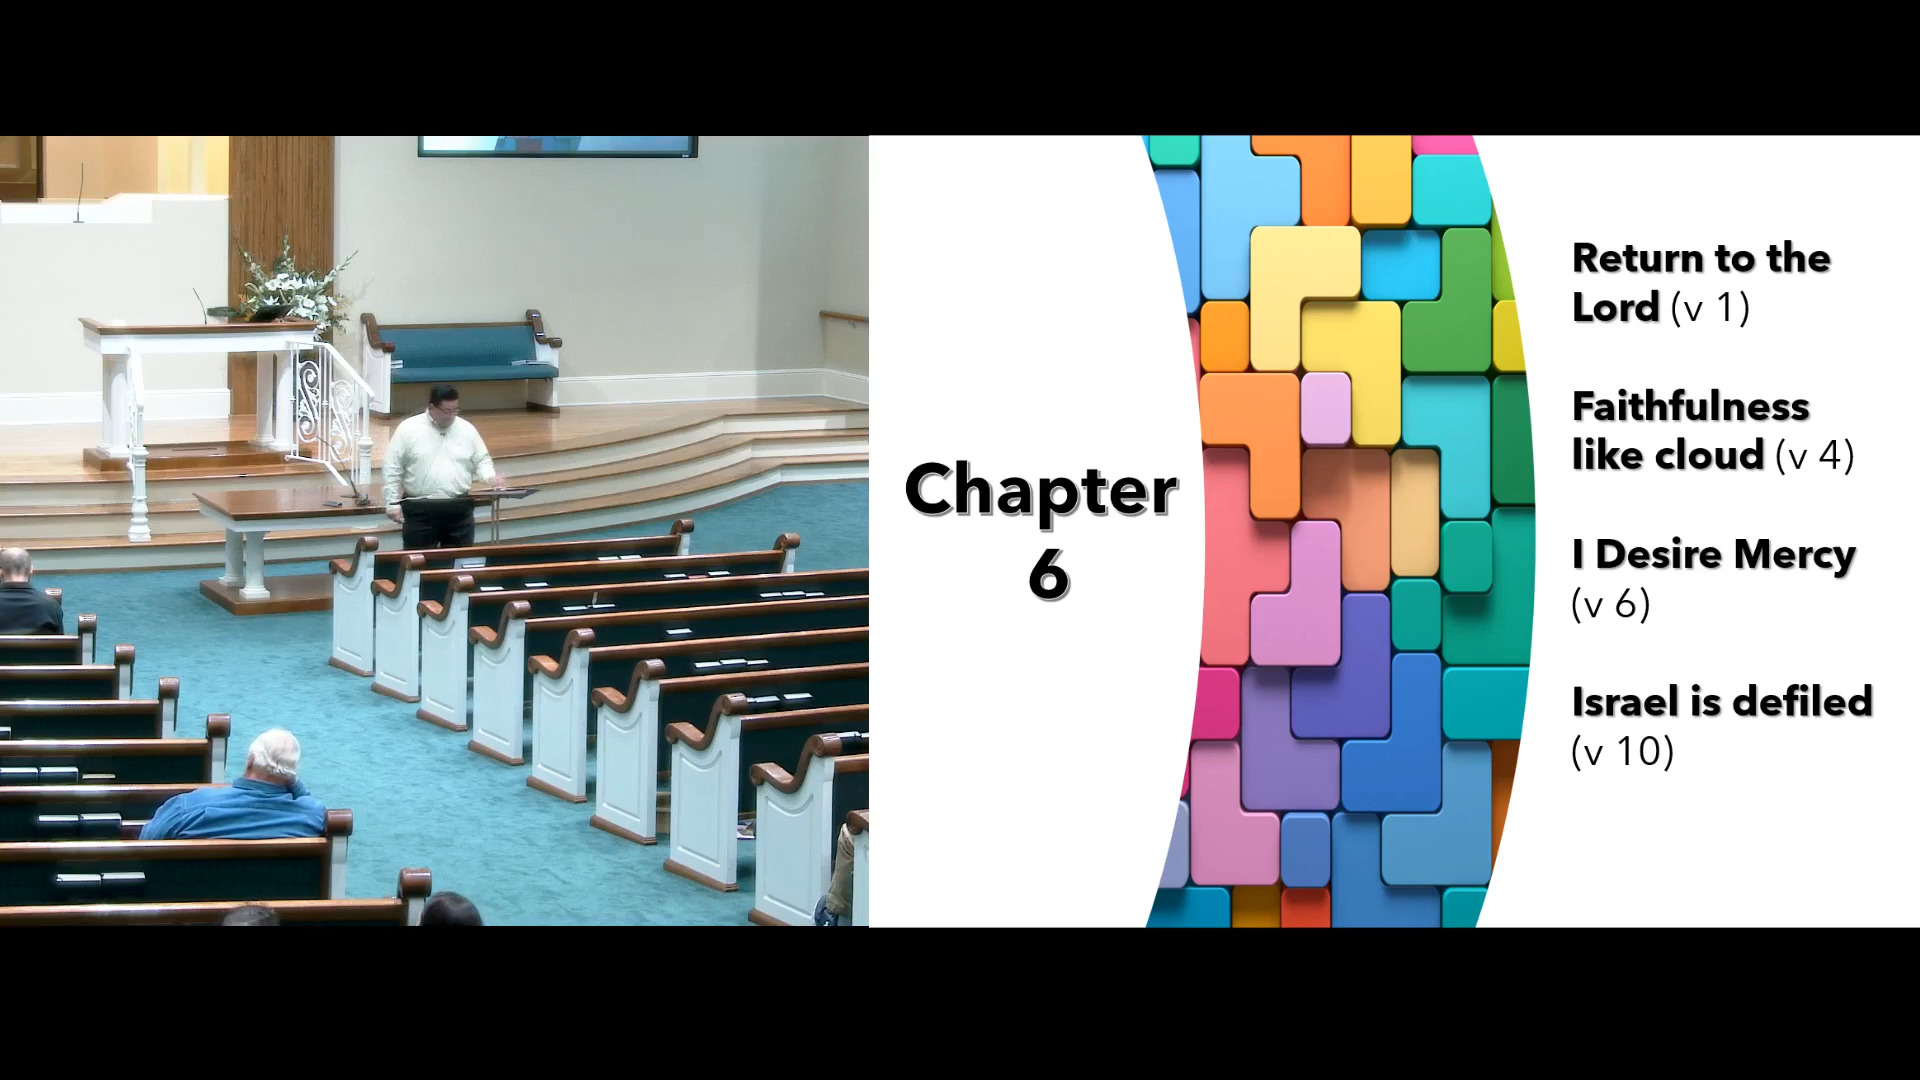 Chapter
6
Return to the
Lord (v 1)
Faithfulness
like cloud (v 4)
I Desire Mercy
(v 6)
Israel is defiled
(v 10)